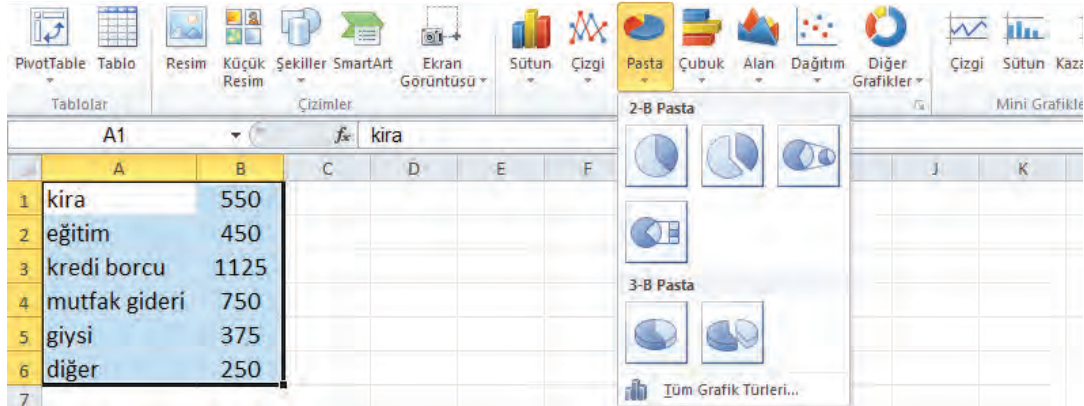 PivotTable Tablo Resim Küçük Resim Şekiller SmartArt Ekran Görüntüsü Sütun Çizgi Pasta Çubuk Alan Dağıtım Diğer Grafikler Çizgi Sütun
Tablolar Çizimler Mini
2-B Pasta
A1 fx kira
A B C D E F J K
1 kira 550
2 eğitim 450
3 kredi borcu 1125
4 mutfak gideri 750
5 giysi 375
6 diğer 250
7
3-B Pasta
Tüm Grafik Türleri...